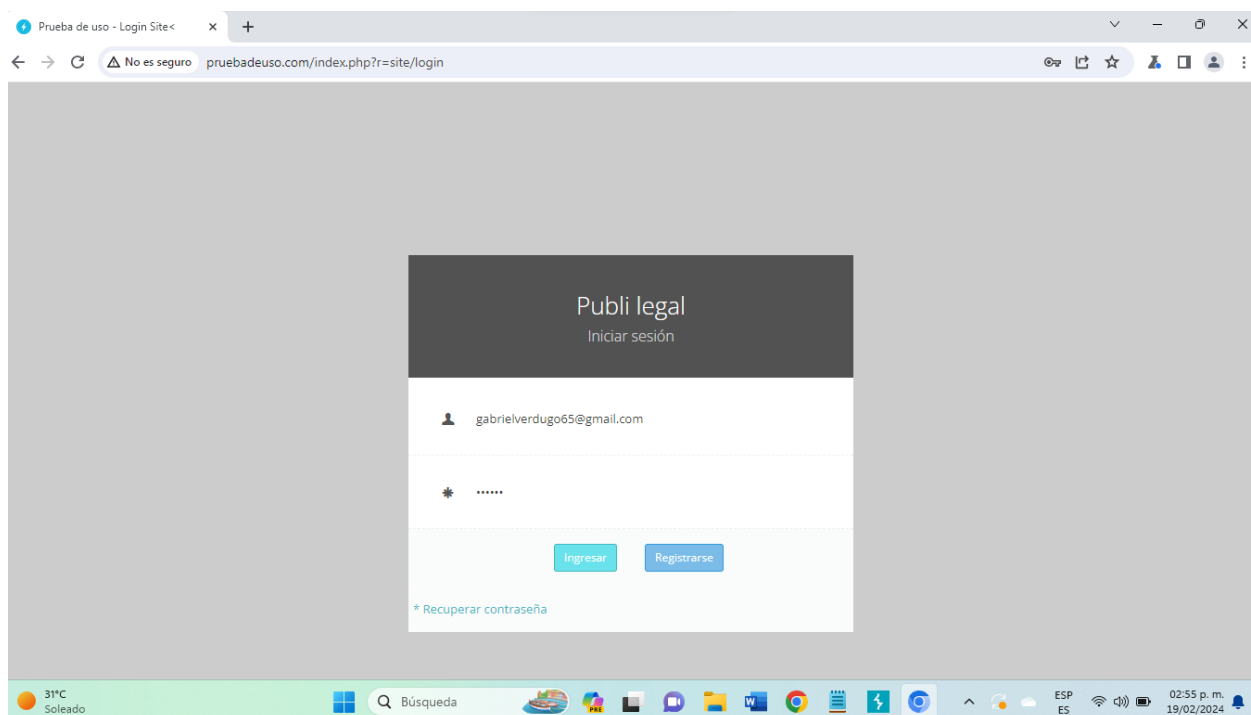 Prueba de uso - Login Site<
No es seguro pruebadeuso.com/index.php?r=site/login
Publi legal
Iniciar sesión
gabrielverdugo65@gmail.com
••••••
Ingresar Registrarse
* Recuperar contraseña
31°C
Soleado
Búsqueda
PRE
ESP
ES
02:55 p. m.
19/02/2024